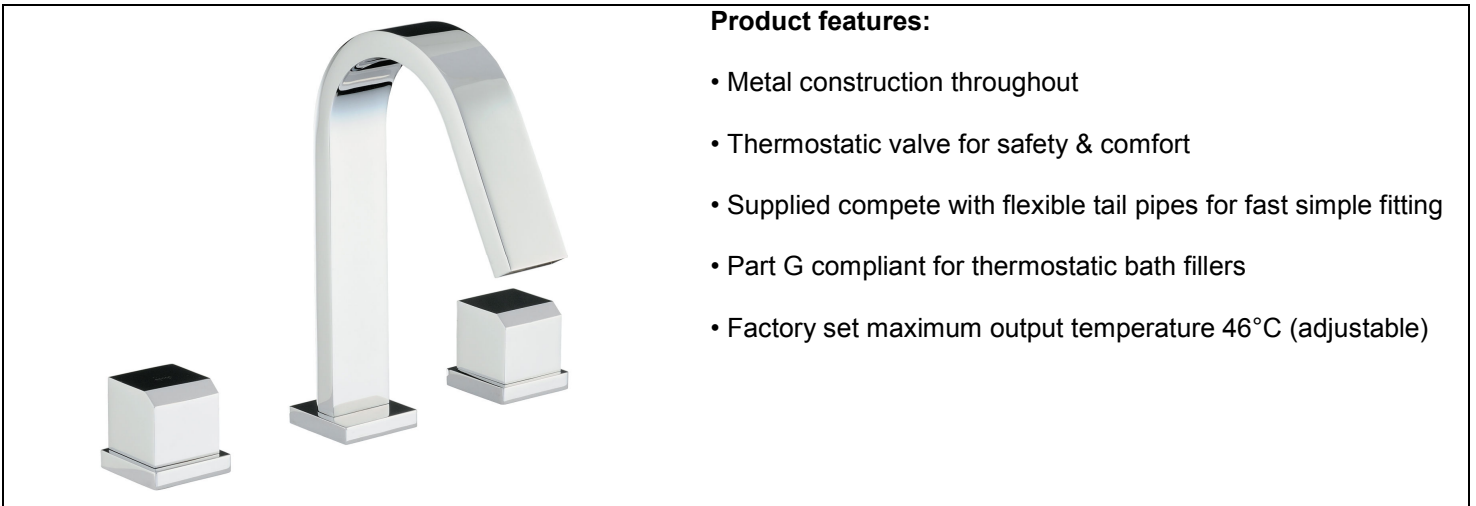 Product features:
• Metal construction throughout
• Thermostatic valve for safety & comfort
• Supplied compete with flexible tail pipes for fast simple fitting
• Part G compliant for thermostatic bath fillers
• Factory set maximum output temperature 46°C (adjustable)